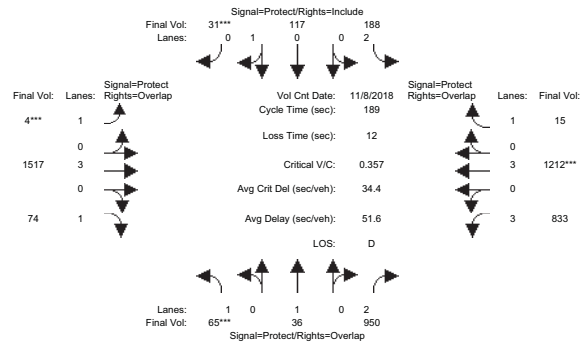 Signal=Protect/Rights=Include
Final Vol: 31*** 117 188
Lanes: 0 1 0 0 2
Signal=Protect Signal=Protect
Final Vol: Lanes: Rights=Overlap Vol Cnt Date: 11/8/2018 Rights=Overlap Lanes: Final Vol:
Cycle Time (sec): 189
4*** 1 1 15
Loss Time (sec): 12
0 0
1517 3 Critical V/C: 0.357 3 1212***
0 Avg Crit Del (sec/veh): 34.4 0
74 1 Avg Delay (sec/veh): 51.6 3 833
LOS: D
Lanes: 1 0 1 0 2
Final Vol: 65*** 36 950
Signal=Protect/Rights=Overlap